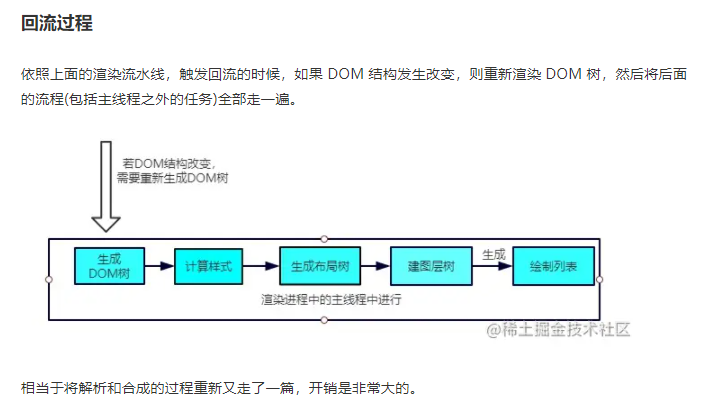 回流过程
依照上面的渲染流水线，触发回流的时候，如果 DOM 结构发生改变，则重新渲染 DOM 树，然后将后面
的流程(包括主线程之外的任务)全部走一遍。
若DOM结构改变，
需要重新生成DOM树
生成
DOM树
计算样式
生成布局树
建图层树
生成
绘制列表
渲染进程中的主线程中进行
@稀土掘金技术社区
相当于将解析和合成的过程重新又走了一篇，开销是非常大的。